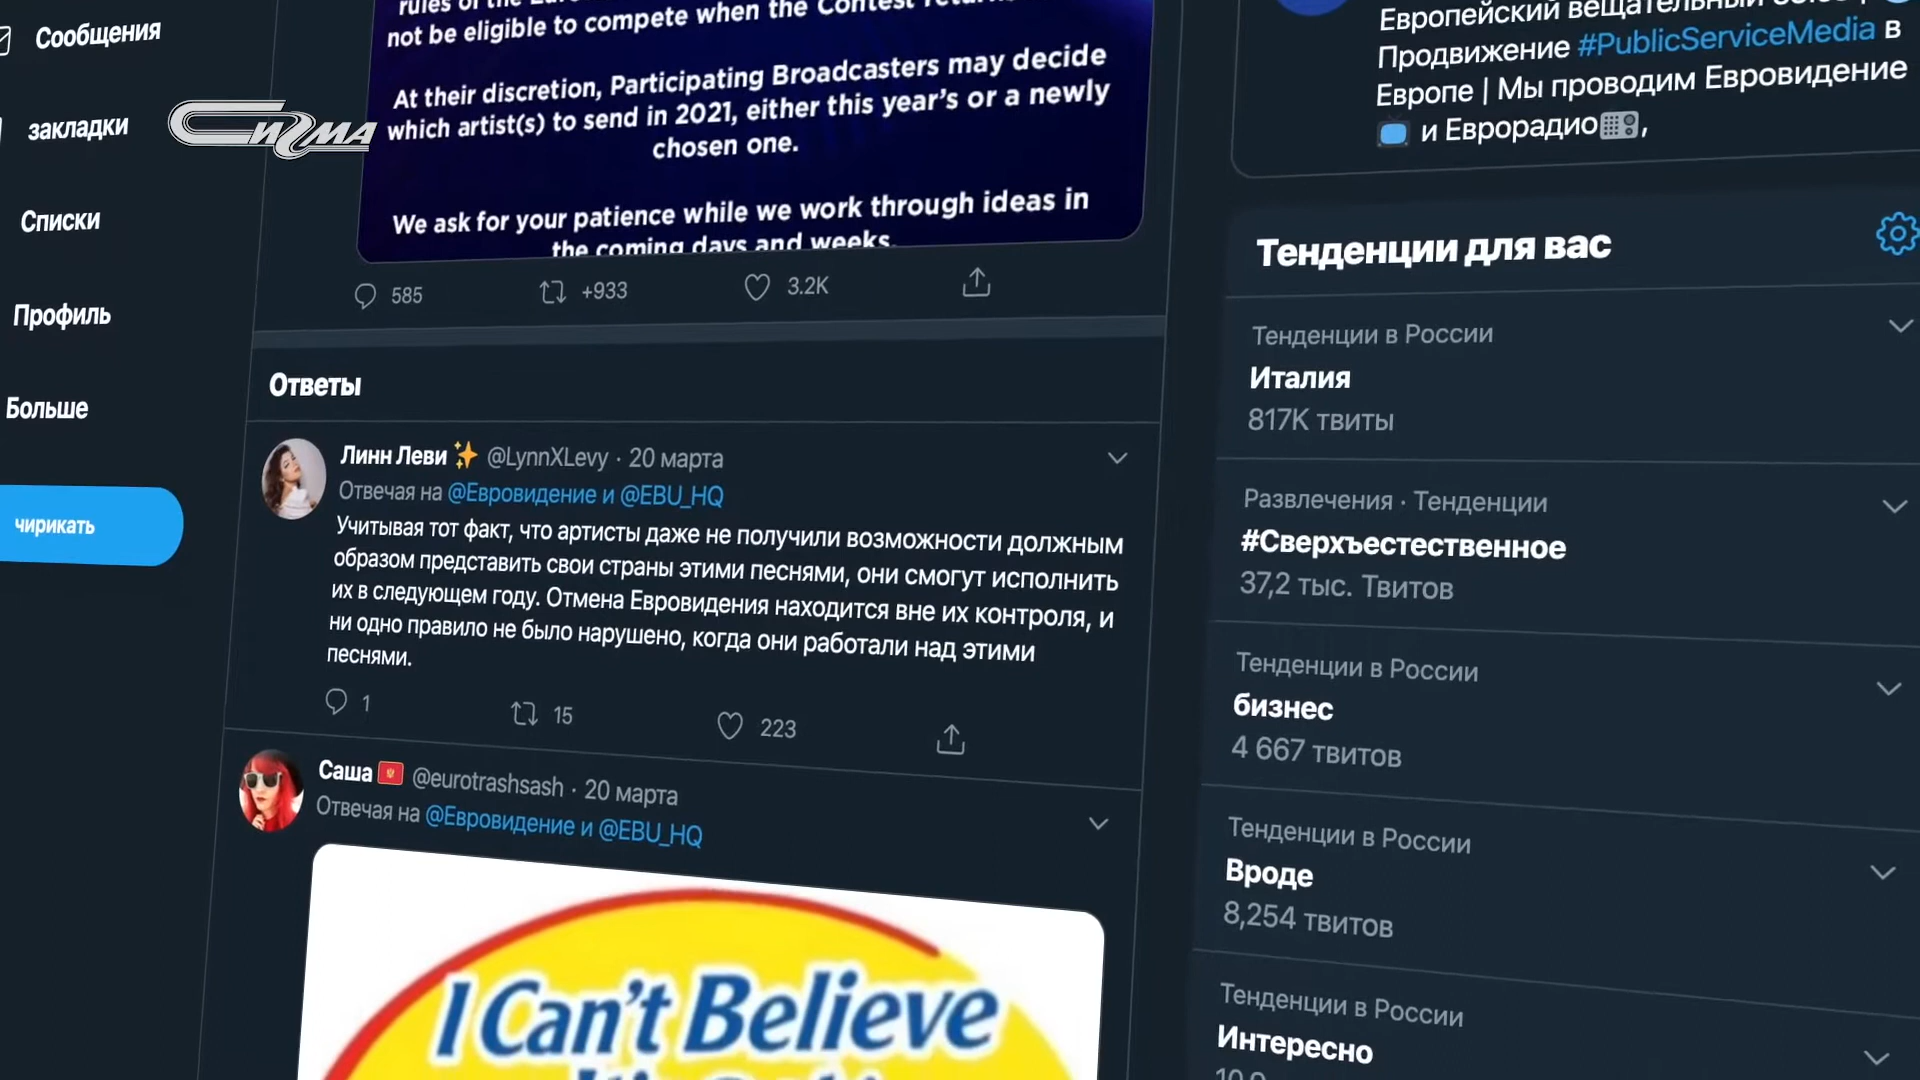 Сообщения
закладки
Списки
Профиль
Больше
чирикать
Сигма
rules of the
not be eligible to compete when the Contest
At their discretion, Participating Broadcasters may decide
which artist(s) to send in 2021, either this year's or a newly
chosen one.
We ask for your patience while we work through ideas in
the coming days and weeks.
585
+933
3.2K
Ответы
Линн Леви ✨ @LynnXLevy · 20 марта
Отвечая на @Евровидение и @EBU_HQ
Учитывая тот факт, что артисты даже не получили возможности должным
образом представить свои страны этими песнями, они смогут исполнить
их в следующем году. Отмена Евровидения находится вне их контроля, и
ни одно правило не было нарушено, когда они работали над этими
песнями.
1
15
223
Саша 🇲🇪 @eurotrashsash · 20 марта
Отвечая на @Евровидение и @EBU_HQ
I Can't Believe
Европейский вещательный
Продвижение #PublicServiceMedia в
Европе | Мы проводим Евровидение
📺 и Еврорадио📻,
Тенденции для вас
Тенденции в России
Италия
817K твиты
Развлечения · Тенденции
#Сверхъестественное
37,2 тыс. Твитов
Тенденции в России
бизнес
4 667 твитов
Тенденции в России
Вроде
8,254 твитов
Тенденции в России
Интересно